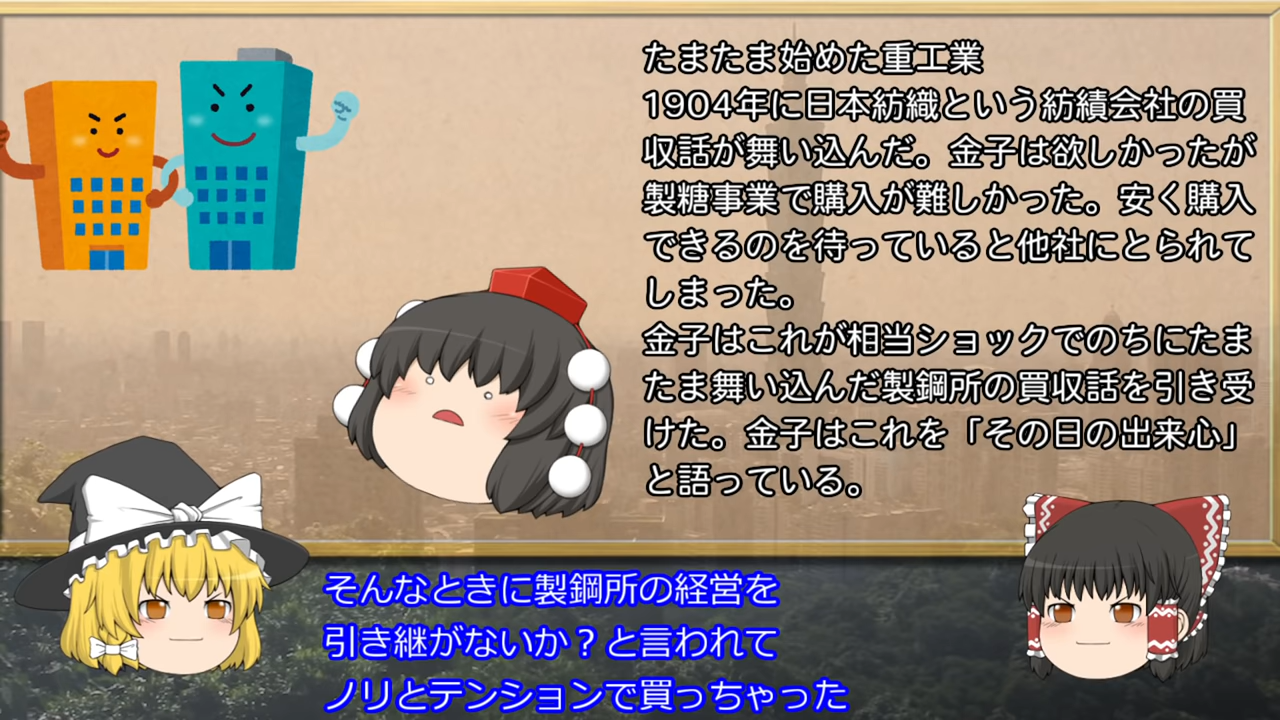 たまたま始めた重工業
1904年に日本紡織という紡績会社の買
収話が舞い込んだ。金子は欲しかったが
製糖事業で購入が難しかった。安く購入
できるのを待っていると他社にとられて
しまった。
金子はこれが相当ショックでのちにたま
たま舞い込んだ製鋼所の買収話を引き受
けた。金子はこれを「その日の出来心」
と語っている。
そんなときに製鋼所の経営を
引き継がないか？と言われて
ノリとテンションで買っちゃった